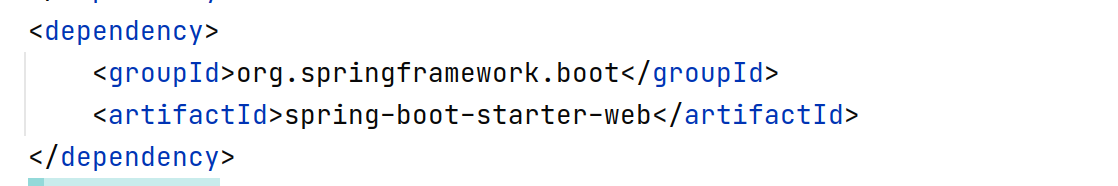 <dependency>
<groupId>org.springframework.boot</groupId>
<artifactId>spring-boot-starter-web</artifactId>
</dependency>